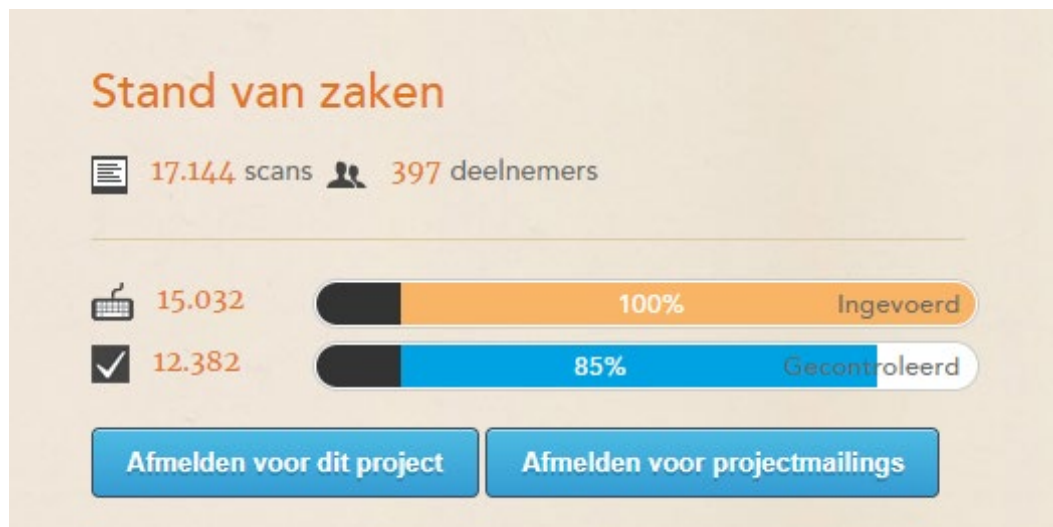 Stand van zaken
17.144 scans 397 deelnemers
15.032 100% Ingevoerd
12.382 85% Gecontroleerd
Afmelden voor dit project Afmelden voor projectmailings